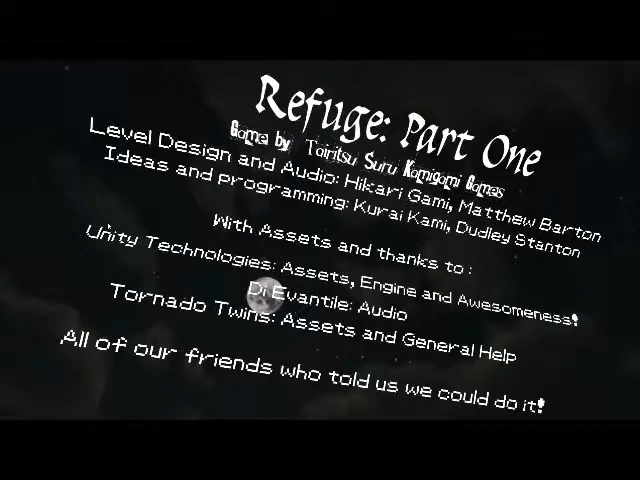 Refuge: Part One
Game by Tairitsu Suru Kamigami Games
Level Design and Audio: Hikari Gami, Matthew Barton
Ideas and programming: Kurai Kami, Dudley Stanton
With Assets and thanks to:
Unity Technologies: Assets, Engine and Awesomeness!
Di Evantile: Audio
Tornado Twins: Assets and General Help
All of our friends who told us we could do it!